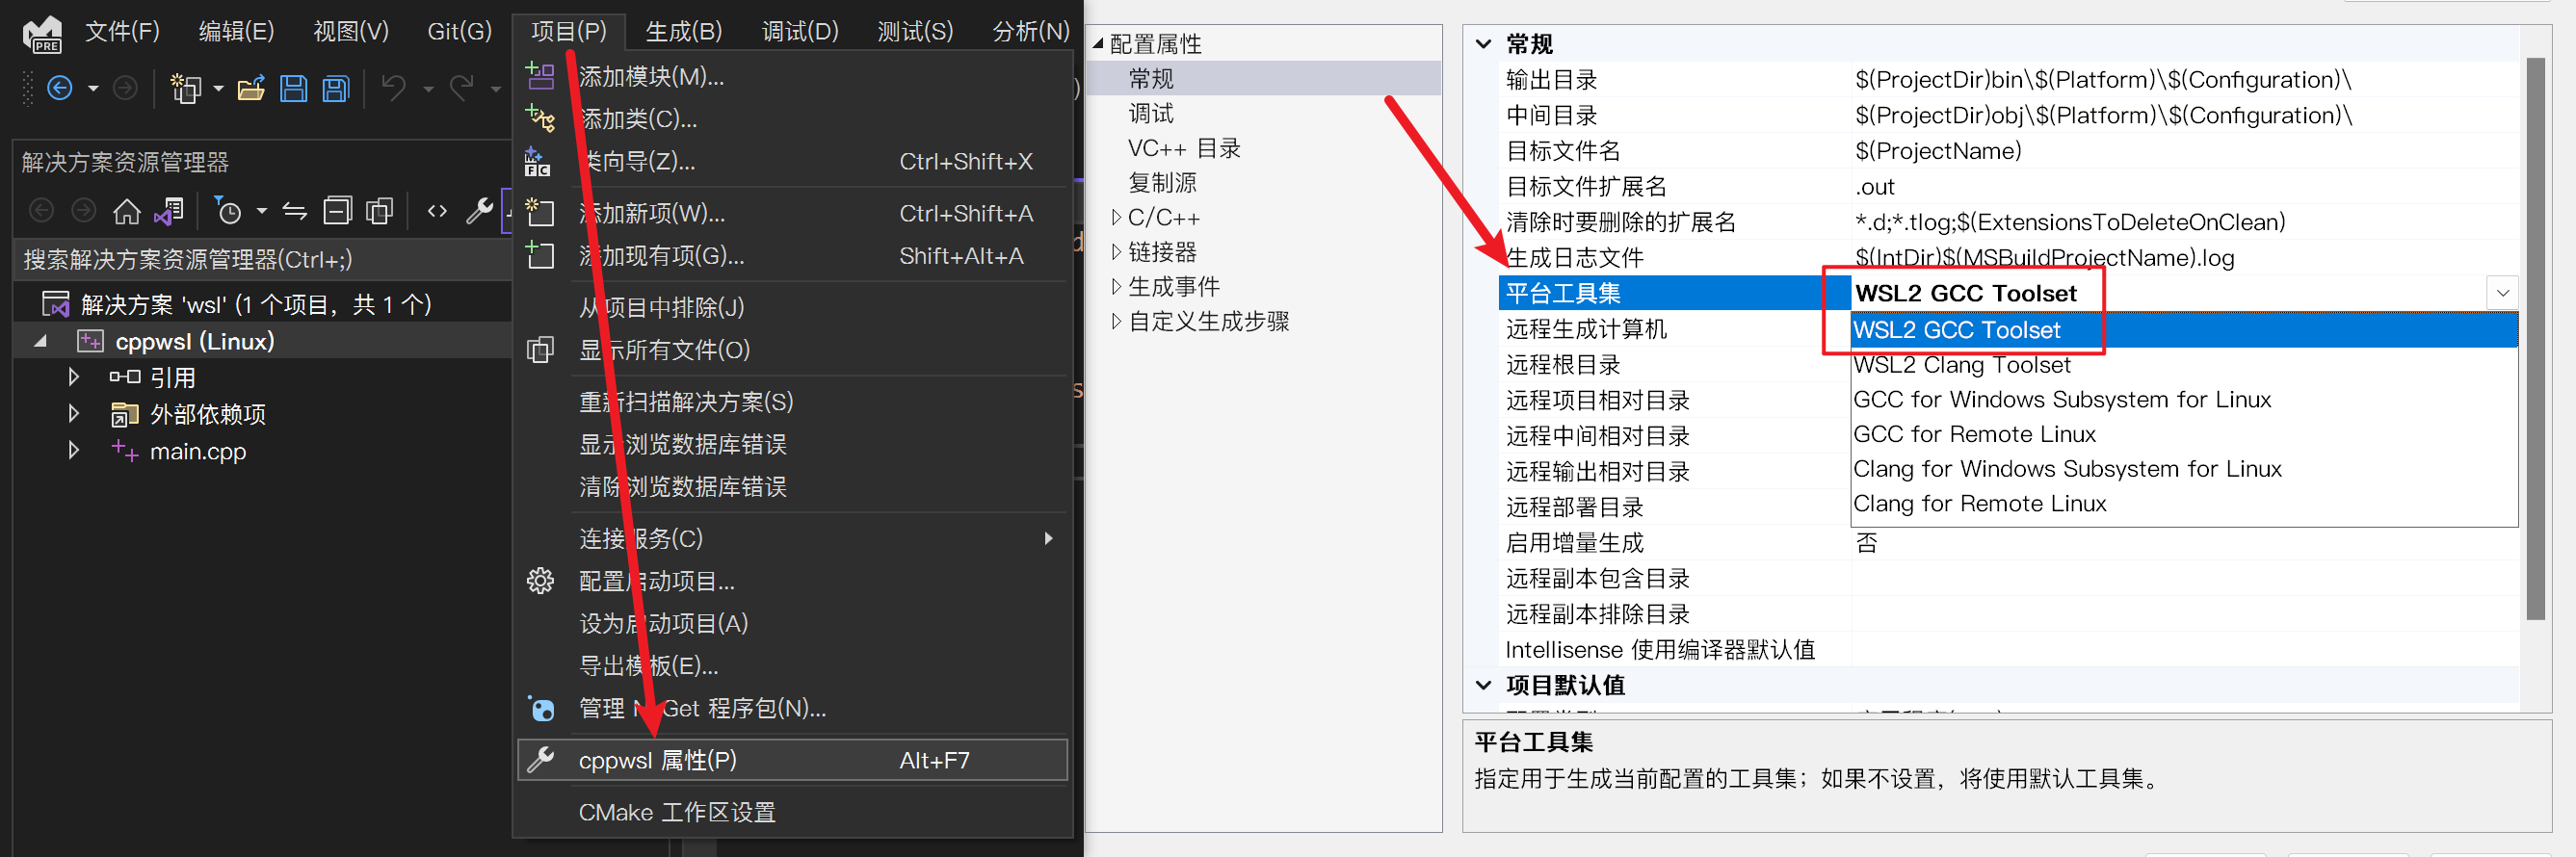 PRE
文件(F) 编辑(E) 视图(V) Git(G) 项目(P) 生成(B) 调试(D) 测试(S) 分析(N)
解决方案资源管理器
搜索解决方案资源管理器(Ctrl+;)
解决方案 'wsl' (1 个项目，共 1 个)
cppwsl (Linux)
引用
外部依赖项
main.cpp
添加模块(M)...
添加类(C)...
类向导(Z)... Ctrl+Shift+X
添加新项(W)... Ctrl+Shift+A
添加现有项(G)... Shift+Alt+A
从项目中排除(J)
显示所有文件(O)
重新扫描解决方案(S)
显示浏览数据库错误
清除浏览数据库错误
连接服务(C)
配置启动项目...
设为启动项目(A)
导出模板(E)...
管理 NuGet 程序包(N)...
cppwsl 属性(P) Alt+F7
CMake 工作区设置
配置属性
常规
调试
VC++ 目录
复制源
C/C++
链接器
生成事件
自定义生成步骤
常规
输出目录 $(ProjectDir)bin\$(Platform)\$(Configuration)\
中间目录 $(ProjectDir)obj\$(Platform)\$(Configuration)\
目标文件名 $(ProjectName)
目标文件扩展名 .out
清除时要删除的扩展名 *.d;*.tlog;$(ExtensionsToDeleteOnClean)
生成日志文件 $(IntDir)$(MSBuildProjectName).log
平台工具集 WSL2 GCC Toolset
远程生成计算机 WSL2 GCC Toolset
远程根目录 WSL2 Clang Toolset
远程项目相对目录 GCC for Windows Subsystem for Linux
远程中间相对目录 GCC for Remote Linux
远程输出相对目录 Clang for Windows Subsystem for Linux
远程部署目录 Clang for Remote Linux
启用增量生成 否
远程副本包含目录
远程副本排除目录
Intellisense 使用编译器默认值
项目默认值
平台工具集
指定用于生成当前配置的工具集；如果不设置，将使用默认工具集。